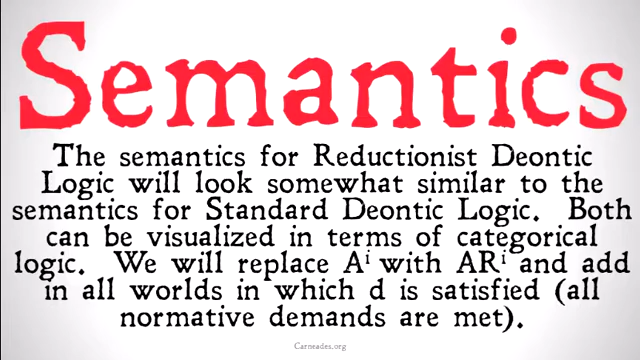 Semantics
The semantics for Reductionist Deontic
Logic will look somewhat similar to the
semantics for Standard Deontic Logic. Both
can be visualized in terms of categorical
logic. We will replace Aⁱ with ARⁱ and add
in all worlds in which d is satisfied (all
normative demands are met).
Carneades.org